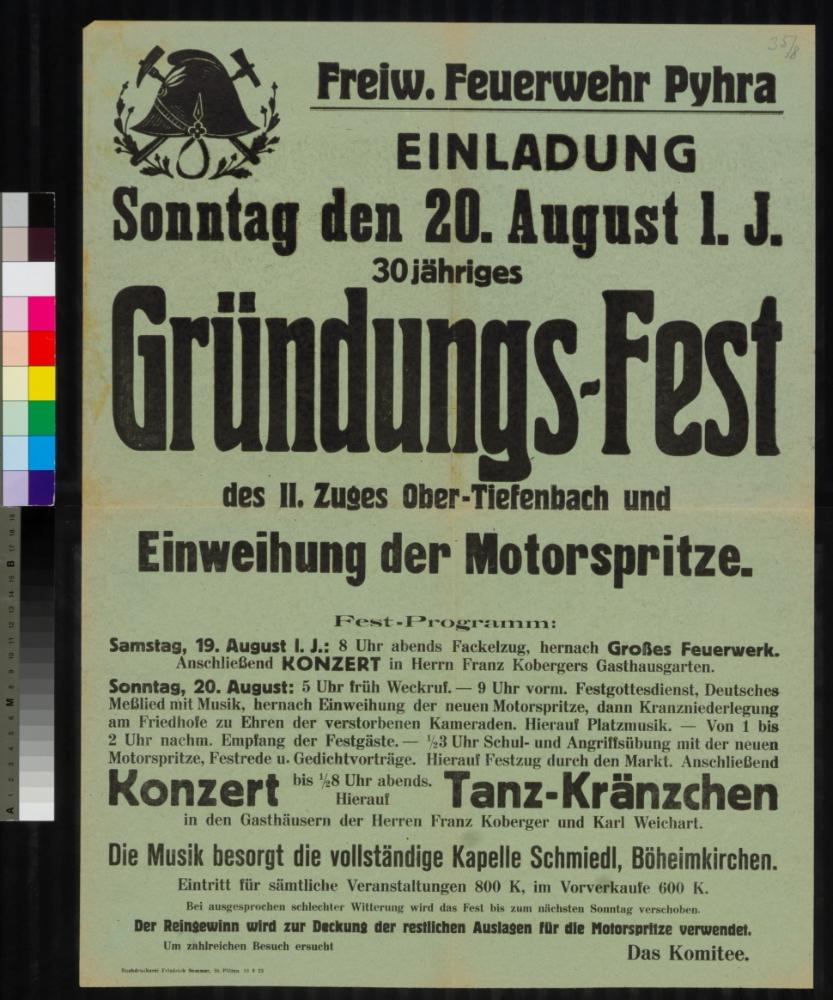 35/8
Freiw. Feuerwehr Pyhra
EINLADUNG
Sonntag den 20. August l. J.
30 jähriges
Gründungs-Fest
des II. Zuges Ober-Tiefenbach und
Einweihung der Motorspritze.
Fest-Programm:
Samstag, 19. August l. J.: 8 Uhr abends Fackelzug, hernach Großes Feuerwerk.
Anschließend KONZERT in Herrn Franz Kobergers Gasthausgarten.
Sonntag, 20. August: 5 Uhr früh Weckruf. — 9 Uhr vorm. Festgottesdienst, Deutsches
Meßlied mit Musik, hernach Einweihung der neuen Motorspritze, dann Kranzniederlegung
am Friedhofe zu Ehren der verstorbenen Kameraden. Hierauf Platzmusik. — Von 1 bis
2 Uhr nachm. Empfang der Festgäste. — ½3 Uhr Schul- und Angriffsübung mit der neuen
Motorspritze, Festrede u. Gedichtvorträge. Hierauf Festzug durch den Markt. Anschließend
Konzert bis ½8 Uhr abends. Hierauf Tanz-Kränzchen
in den Gasthäusern der Herren Franz Koberger und Karl Weichart.
Die Musik besorgt die vollständige Kapelle Schmiedl, Böheimkirchen.
Eintritt für sämtliche Veranstaltungen 800 K, im Vorverkaufe 600 K.
Bei ausgesprochen schlechter Witterung wird das Fest bis zum nächsten Sonntag verschoben.
Der Reingewinn wird zur Deckung der restlichen Auslagen für die Motorspritze verwendet.
Um zahlreichen Besuch ersucht
Das Komitee.
Buchdruckerei Friedrich Sommer, St. Pölten